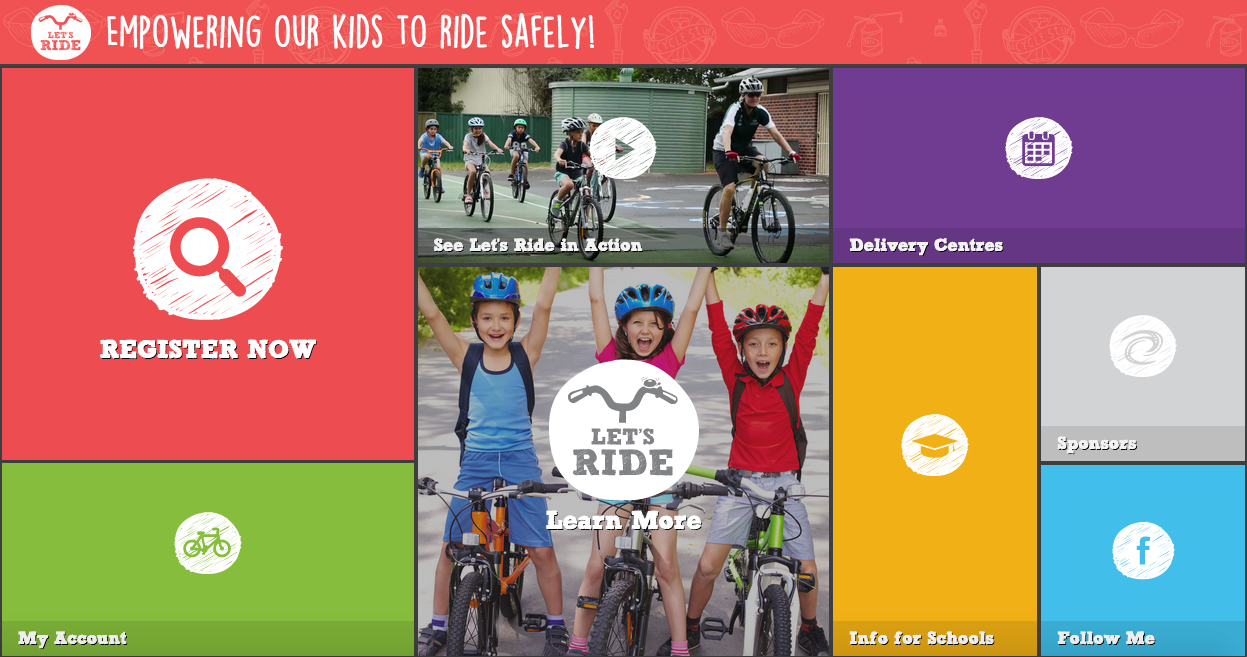 LET'S
RIDE
EMPOWERING OUR KIDS TO RIDE SAFELY!
REGISTER NOW
See Let's Ride in Action
Delivery Centres
LET'S
RIDE
Learn More
Sponsors
My Account
Info for Schools
f
Follow Me